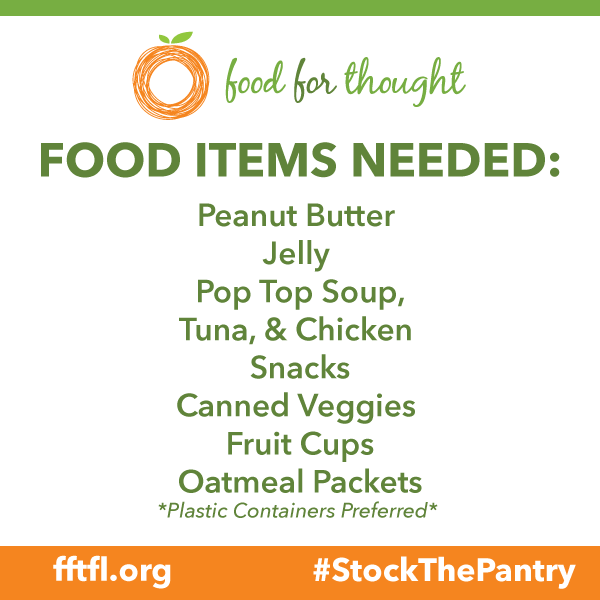 food for thought
FOOD ITEMS NEEDED:
Peanut Butter
Jelly
Pop Top Soup,
Tuna, & Chicken
Snacks
Canned Veggies
Fruit Cups
Oatmeal Packets
*Plastic Containers Preferred*
fftfl.org
#StockThePantry